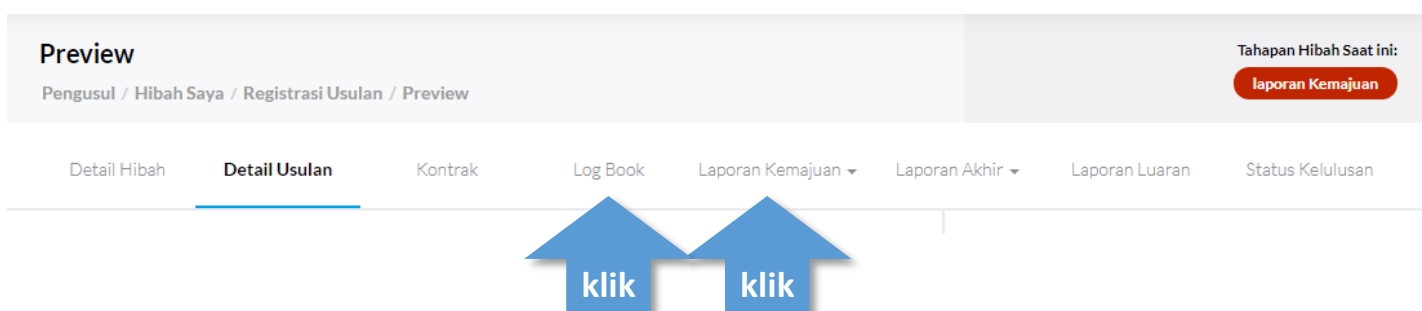 Preview
Tahapan Hibah Saat ini:
Pengusul / Hibah Saya / Registrasi Usulan / Preview
laporan Kemajuan
Detail Hibah Detail Usulan Kontrak Log Book Laporan Kemajuan Laporan Akhir Laporan Luaran Status Kelulusan
klik klik